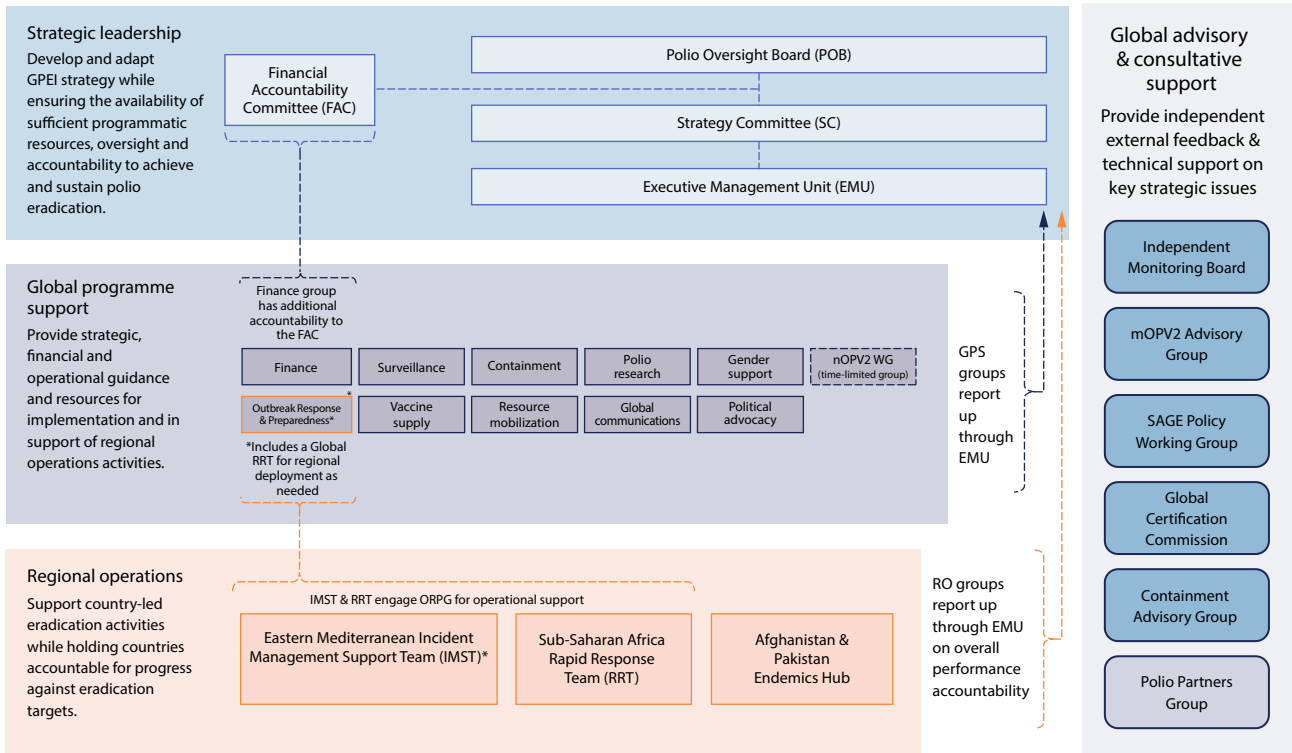 Strategic leadership
Develop and adapt
GPEI strategy while
ensuring the availability of
sufficient programmatic
resources, oversight and
accountability to achieve
and sustain polio
eradication.
Financial
Accountability
Committee (FAC)
Polio Oversight Board (POB)
Strategy Committee (SC)
Executive Management Unit (EMU)
Global programme
support
Provide strategic,
financial and
operational guidance
and resources for
implementation and in
support of regional
operations activities.
Finance group
has additional
accountability to
the FAC
Finance
Surveillance
Containment
Polio
research
Gender
support
nOPV2 WG
(time-limited group)
*
Outbreak Response
& Preparedness*
Vaccine
supply
Resource
mobilization
Global
communications
Political
advocacy
*Includes a Global
RRT for regional
deployment as
needed
GPS
groups
report
up
through
EMU
Regional operations
Support country-led
eradication activities
while holding countries
accountable for progress
against eradication
targets.
IMST & RRT engage ORPG for operational support
Eastern Mediterranean Incident
Management Support Team (IMST)*
Sub-Saharan Africa
Rapid Response
Team (RRT)
Afghanistan &
Pakistan
Endemics Hub
RO groups
report up
through EMU
on overall
performance
accountability
Global advisory
& consultative
support
Provide independent
external feedback &
technical support on
key strategic issues
Independent
Monitoring Board
mOPV2 Advisory
Group
SAGE Policy
Working Group
Global
Certification
Commission
Containment
Advisory Group
Polio Partners
Group